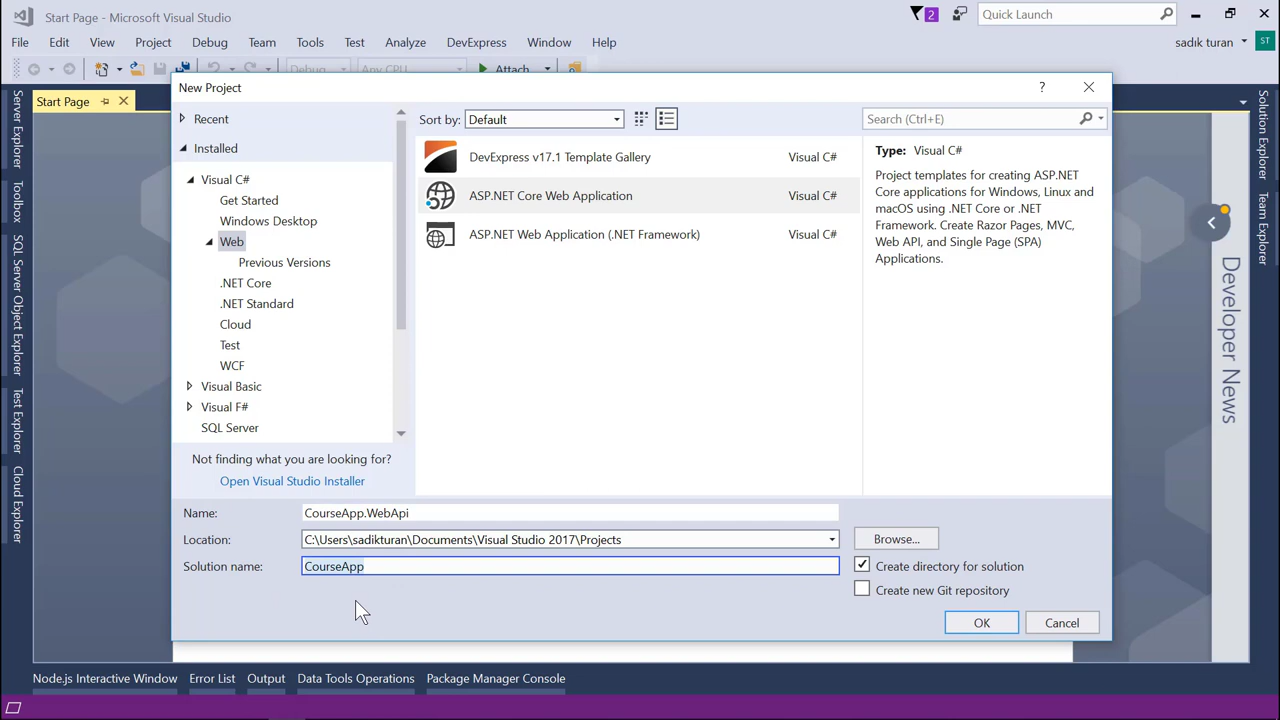 Start Page - Microsoft Visual Studio
2
Quick Launch
File Edit View Project Debug Team Tools Test Analyze DevExpress Window Help
sadik turan
ST
Debug Any CPU Attach
Start Page
Server Explorer
Toolbox
SQL Server Object Explorer
Test Explorer
Cloud Explorer
New Project
?
Recent
Installed
Visual C#
Get Started
Windows Desktop
Web
Previous Versions
.NET Core
.NET Standard
Cloud
Test
WCF
Visual Basic
Visual F#
SQL Server
Not finding what you are looking for?
Open Visual Studio Installer
Sort by: Default
DevExpress v17.1 Template Gallery Visual C#
ASP.NET Core Web Application Visual C#
ASP.NET Web Application (.NET Framework) Visual C#
Search (Ctrl+E)
Type: Visual C#
Project templates for creating ASP.NET
Core applications for Windows, Linux and
macOS using .NET Core or .NET
Framework. Create Razor Pages, MVC,
Web API, and Single Page (SPA)
Applications.
Name: CourseApp.WebApi
Location: C:\Users\sadikturan\Documents\Visual Studio 2017\Projects
Browse...
Solution name: CourseApp
Create directory for solution
Create new Git repository
OK Cancel
Developer News
Solution Explorer
Team Explorer
Node.js Interactive Window Error List Output Data Tools Operations Package Manager Console